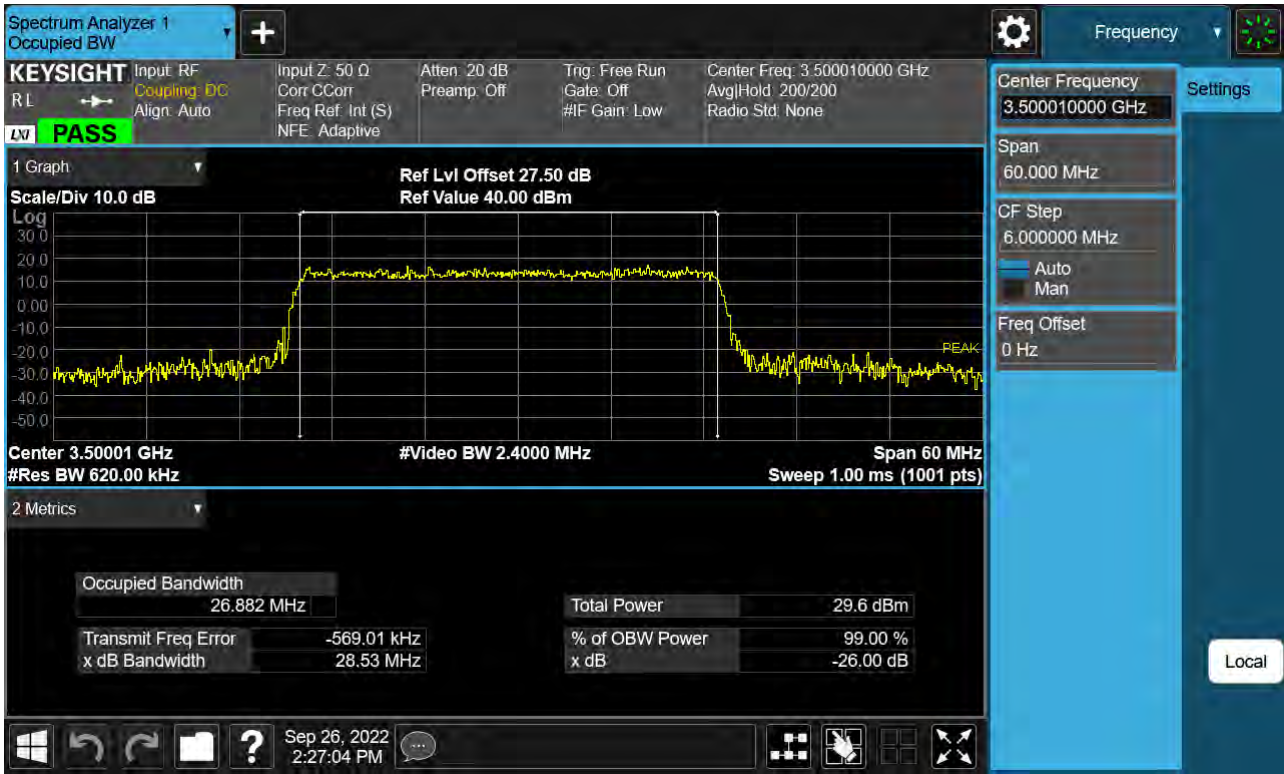 Spectrum Analyzer 1
Occupied BW
+
Frequency
KEYSIGHT
RL
LXI PASS
Input: RF
Coupling: DC
Align: Auto
Input Z: 50 Ω
Corr CCorr
Freq Ref: Int (S)
NFE: Adaptive
Atten: 20 dB
Preamp: Off
Trig: Free Run
Gate: Off
#IF Gain: Low
Center Freq: 3.500010000 GHz
Avg|Hold: 200/200
Radio Std: None
Center Frequency
3.500010000 GHz
Settings
Span
60.000 MHz
CF Step
6.000000 MHz
Auto
Man
Freq Offset
0 Hz
1 Graph
Scale/Div 10.0 dB
Ref Lvl Offset 27.50 dB
Ref Value 40.00 dBm
Log
30.0
20.0
10.0
0.00
-10.0
-20.0
-30.0
-40.0
-50.0
PEAK
Center 3.50001 GHz
#Video BW 2.4000 MHz
Span 60 MHz
#Res BW 620.00 kHz
Sweep 1.00 ms (1001 pts)
2 Metrics
Occupied Bandwidth
26.882 MHz
Total Power 29.6 dBm
Transmit Freq Error -569.01 kHz
% of OBW Power 99.00 %
x dB Bandwidth 28.53 MHz
x dB -26.00 dB
Local
?
Sep 26, 2022
2:27:04 PM